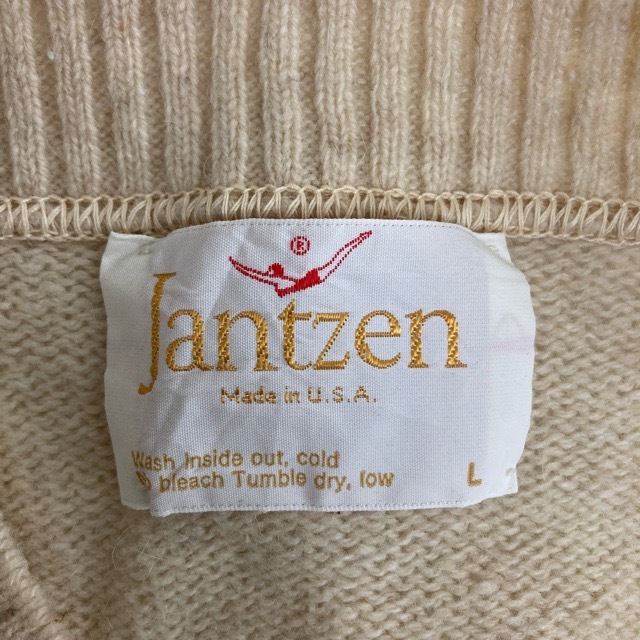 ®
Jantzen
Made in U.S.A.
Wash inside out, cold
bleach Tumble dry, low
L